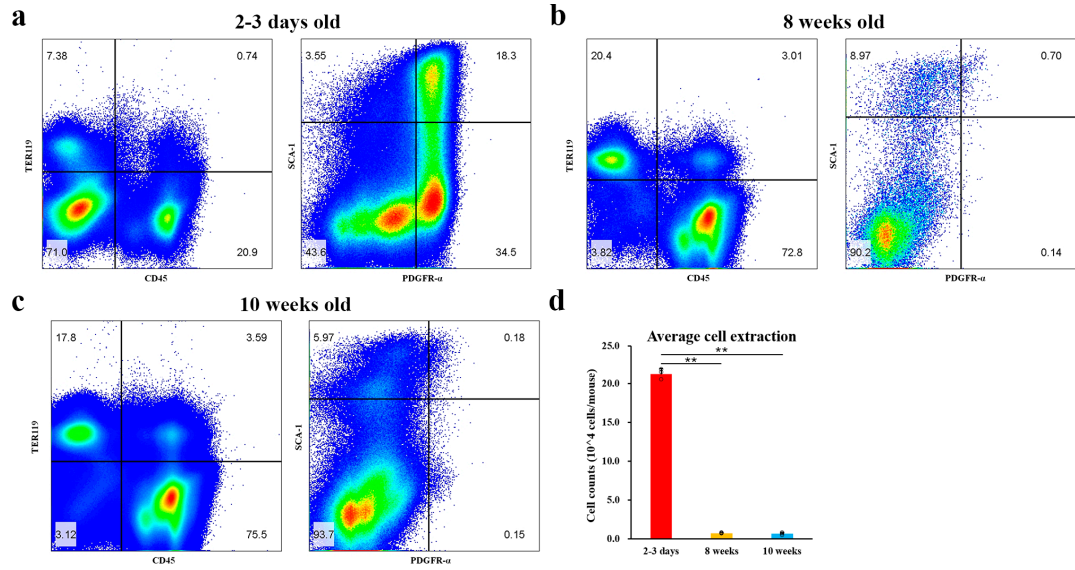 a
2-3 days old
7.38
0.74
TER119
71.0
20.9
CD45
3.55
18.3
SCA-1
43.6
34.5
PDGFR-α
b
8 weeks old
20.4
3.01
TER119
3.82
72.8
CD45
8.97
0.70
SCA-1
90.2
0.14
PDGFR-α
c
10 weeks old
17.8
3.59
TER119
3.12
75.5
CD45
5.97
0.18
SCA-1
93.7
0.15
PDGFR-α
d
Average cell extraction
Cell counts (10^4 cells/mouse)
25.0
20.0
15.0
10.0
5.0
0.0
**
**
2-3 days
8 weeks
10 weeks